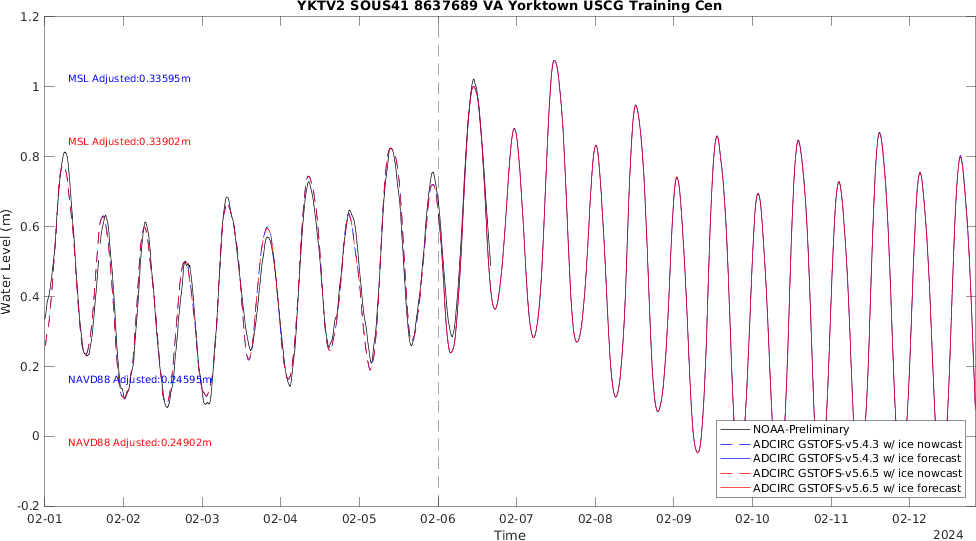 YKTV2 SOUS41 8637689 VA Yorktown USCG Training Cen
1.2
1
0.8
0.6
0.4
0.2
0
-0.2
Water Level (m)
MSL Adjusted:0.33595m
MSL Adjusted:0.33902m
NAVD88 Adjusted:0.24595m
NAVD88 Adjusted:0.24902m
NOAA-Preliminary
ADCIRC GSTOFS-v5.4.3 w/ ice nowcast
ADCIRC GSTOFS-v5.4.3 w/ ice forecast
ADCIRC GSTOFS-v5.6.5 w/ ice nowcast
ADCIRC GSTOFS-v5.6.5 w/ ice forecast
02-01 02-02 02-03 02-04 02-05 02-06 02-07 02-08 02-09 02-10 02-11 02-12
Time
2024